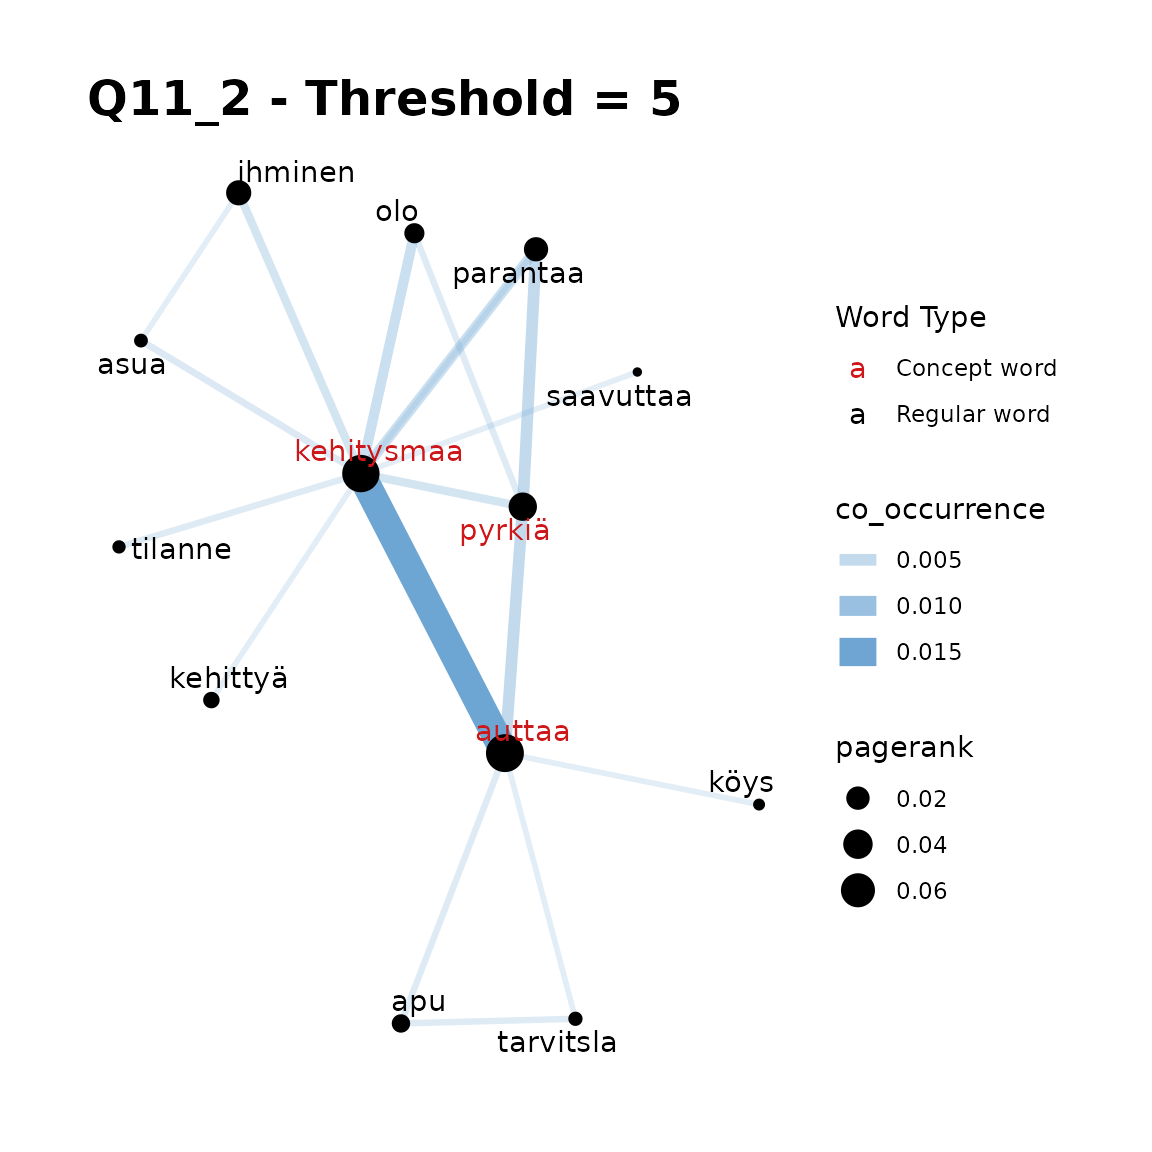 Q11_2 - Threshold = 5
ihminen
olo
parantaa
asua
saavuttaa
kehitysmaa
pyrkiä
tilanne
kehittyä
auttaa
köys
apu
tarvitsla
Word Type
a Concept word
a Regular word
co_occurrence
0.005
0.010
0.015
pagerank
0.02
0.04
0.06